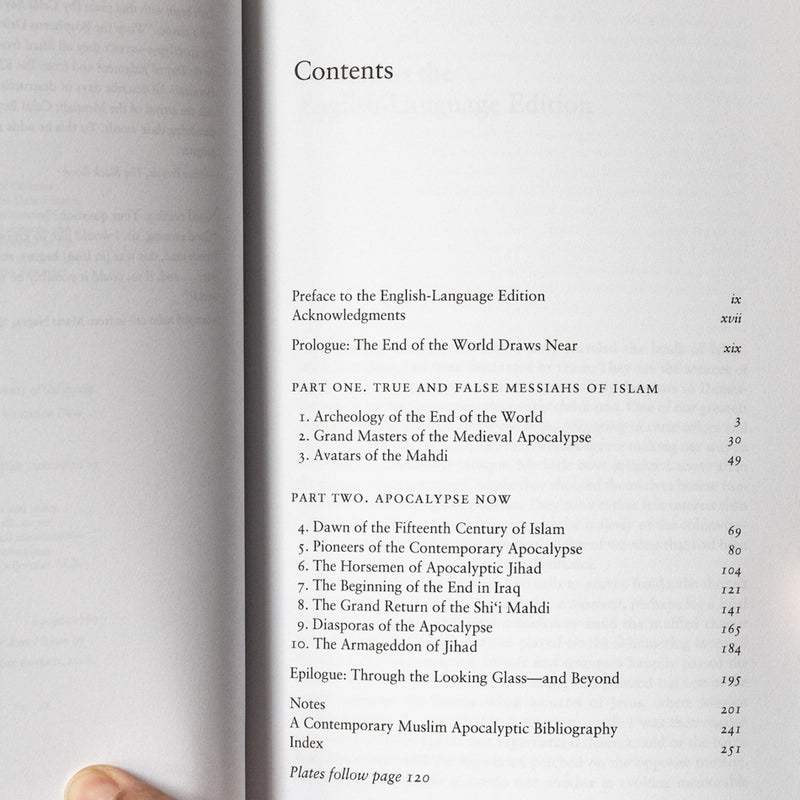 Contents
Preface to the English-Language Edition ix
Acknowledgments xvii
Prologue: The End of the World Draws Near xix
PART ONE. TRUE AND FALSE MESSIAHS OF ISLAM
1. Archeology of the End of the World 3
2. Grand Masters of the Medieval Apocalypse 30
3. Avatars of the Mahdi 49
PART TWO. APOCALYPSE NOW
4. Dawn of the Fifteenth Century of Islam 69
5. Pioneers of the Contemporary Apocalypse 80
6. The Horsemen of Apocalyptic Jihad 104
7. The Beginning of the End in Iraq 121
8. The Grand Return of the Shi‘i Mahdi 141
9. Diasporas of the Apocalypse 165
10. The Armageddon of Jihad 184
Epilogue: Through the Looking Glass—and Beyond 195
Notes 201
A Contemporary Muslim Apocalyptic Bibliography 241
Index 251
Plates follow page 120